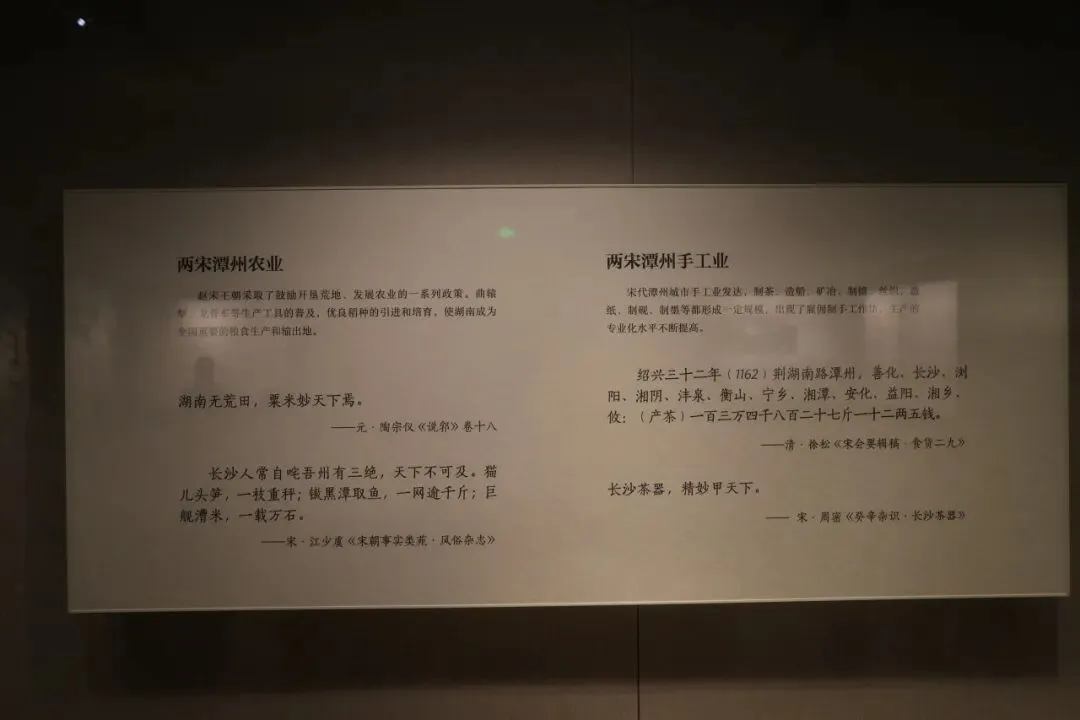 两宋潭州农业
赵宋王朝采取了鼓励开垦荒地、发展农业的一系列政策。曲辕
犁、龙骨车等生产工具的普及，优良稻种的引进和培育，使湖南成为
全国重要的粮食生产和输出地。
湖南无荒田，粟米妙天下焉。
——元·陶宗仪《说郛》卷十八
长沙人常自咤吾州有三绝，天下不可及。猫
儿头笋，一枝重秤；镞黑潭取鱼，一网逾千斤；巨
舰漕米，一载万石。
——宋·江少虞《宋朝事实类苑·风俗杂志》
两宋潭州手工业
宋代潭州城市手工业发达，制茶、造船、矿冶、制镜、丝织、造
纸、制砚、制墨等都形成一定规模，出现了雇佣制手工作坊，生产的
专业化水平不断提高。
绍兴三十二年（1162）荆湖南路潭州，善化、长沙、浏
阳、湘阴、沣泉、衡山、宁乡、湘潭、安化、益阳、湘乡、
攸：（产茶）一百三万四千八百二十七斤一十二两五钱。
——清·徐松《宋会要辑稿·食货二九》
长沙茶器，精妙甲天下。
—— 宋·周密《癸辛杂识·长沙茶器》